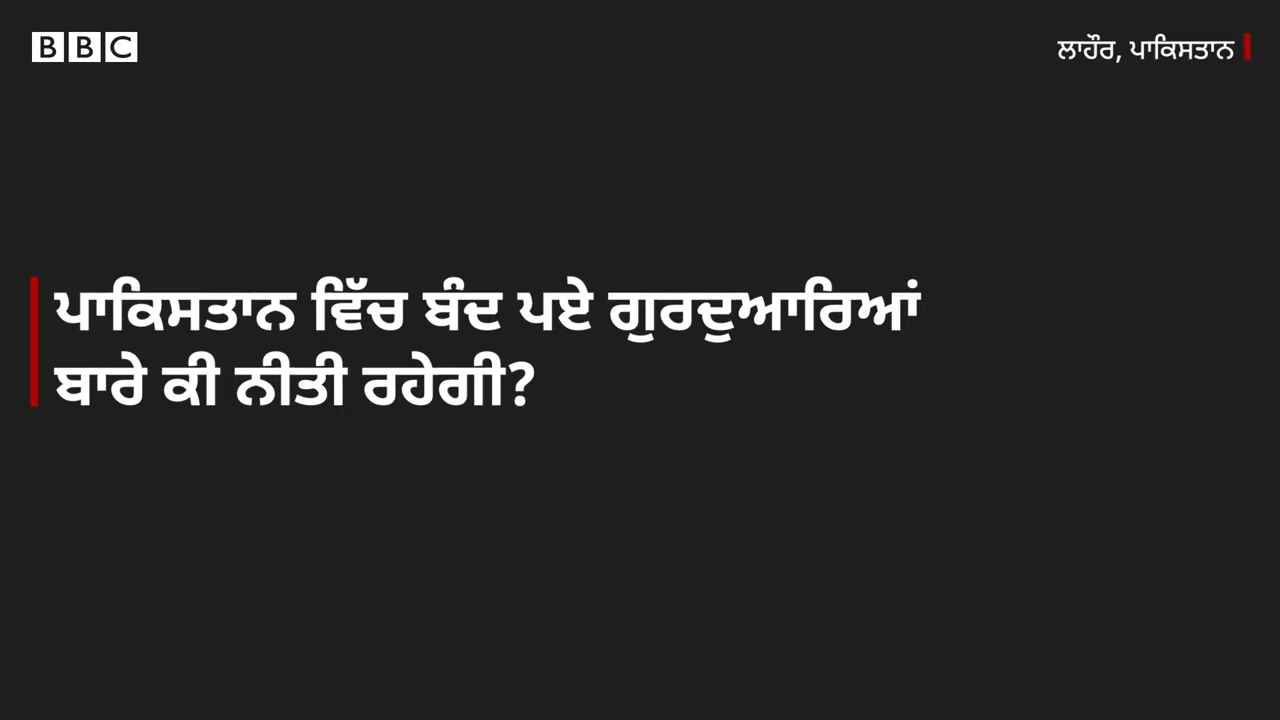 BBC
ਲਾਹੌਰ, ਪਾਕਿਸਤਾਨ
ਪਾਕਿਸਤਾਨ ਵਿੱਚ ਬੰਦ ਪਏ ਗੁਰਦੁਆਰਿਆਂ
ਬਾਰੇ ਕੀ ਨੀਤੀ ਰਹੇਗੀ?